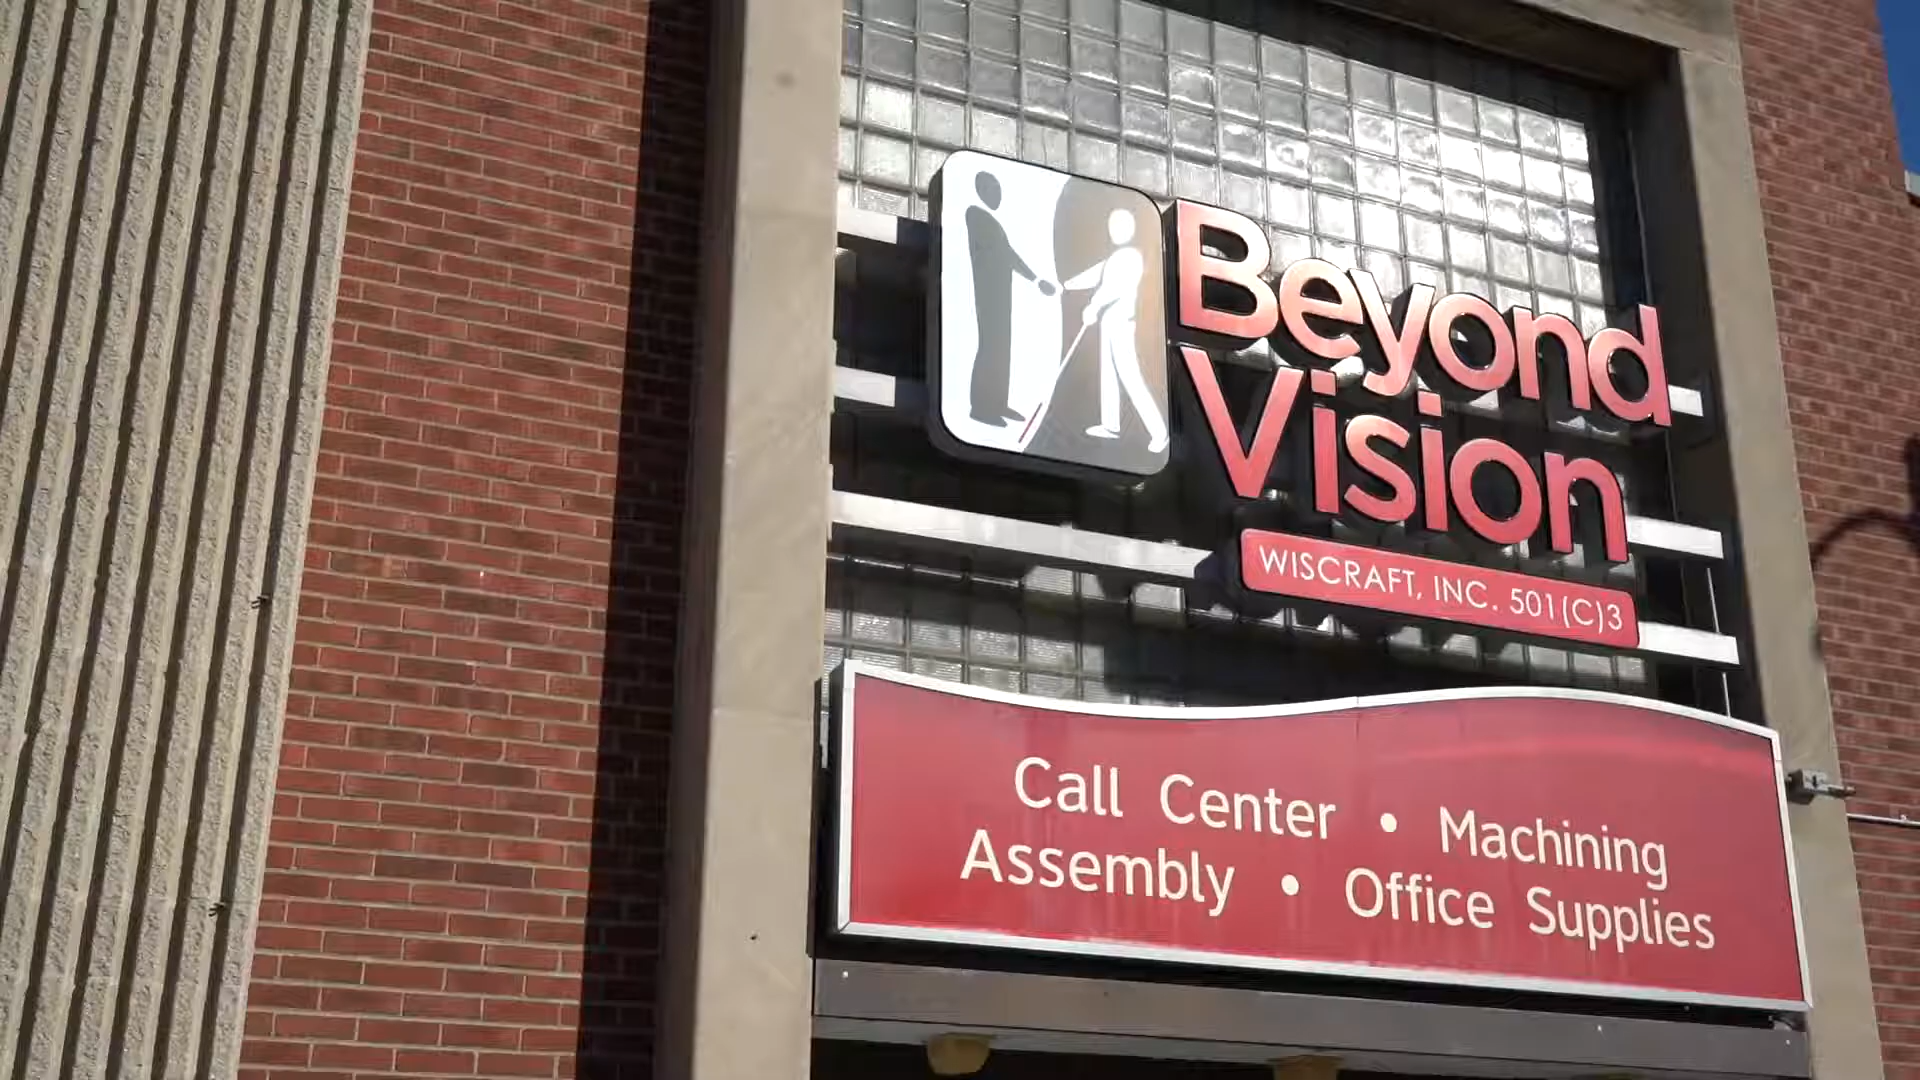 Beyond
Vision
WISCRAFT, INC. 501(C)3
Call Center • Machining
Assembly • Office Supplies